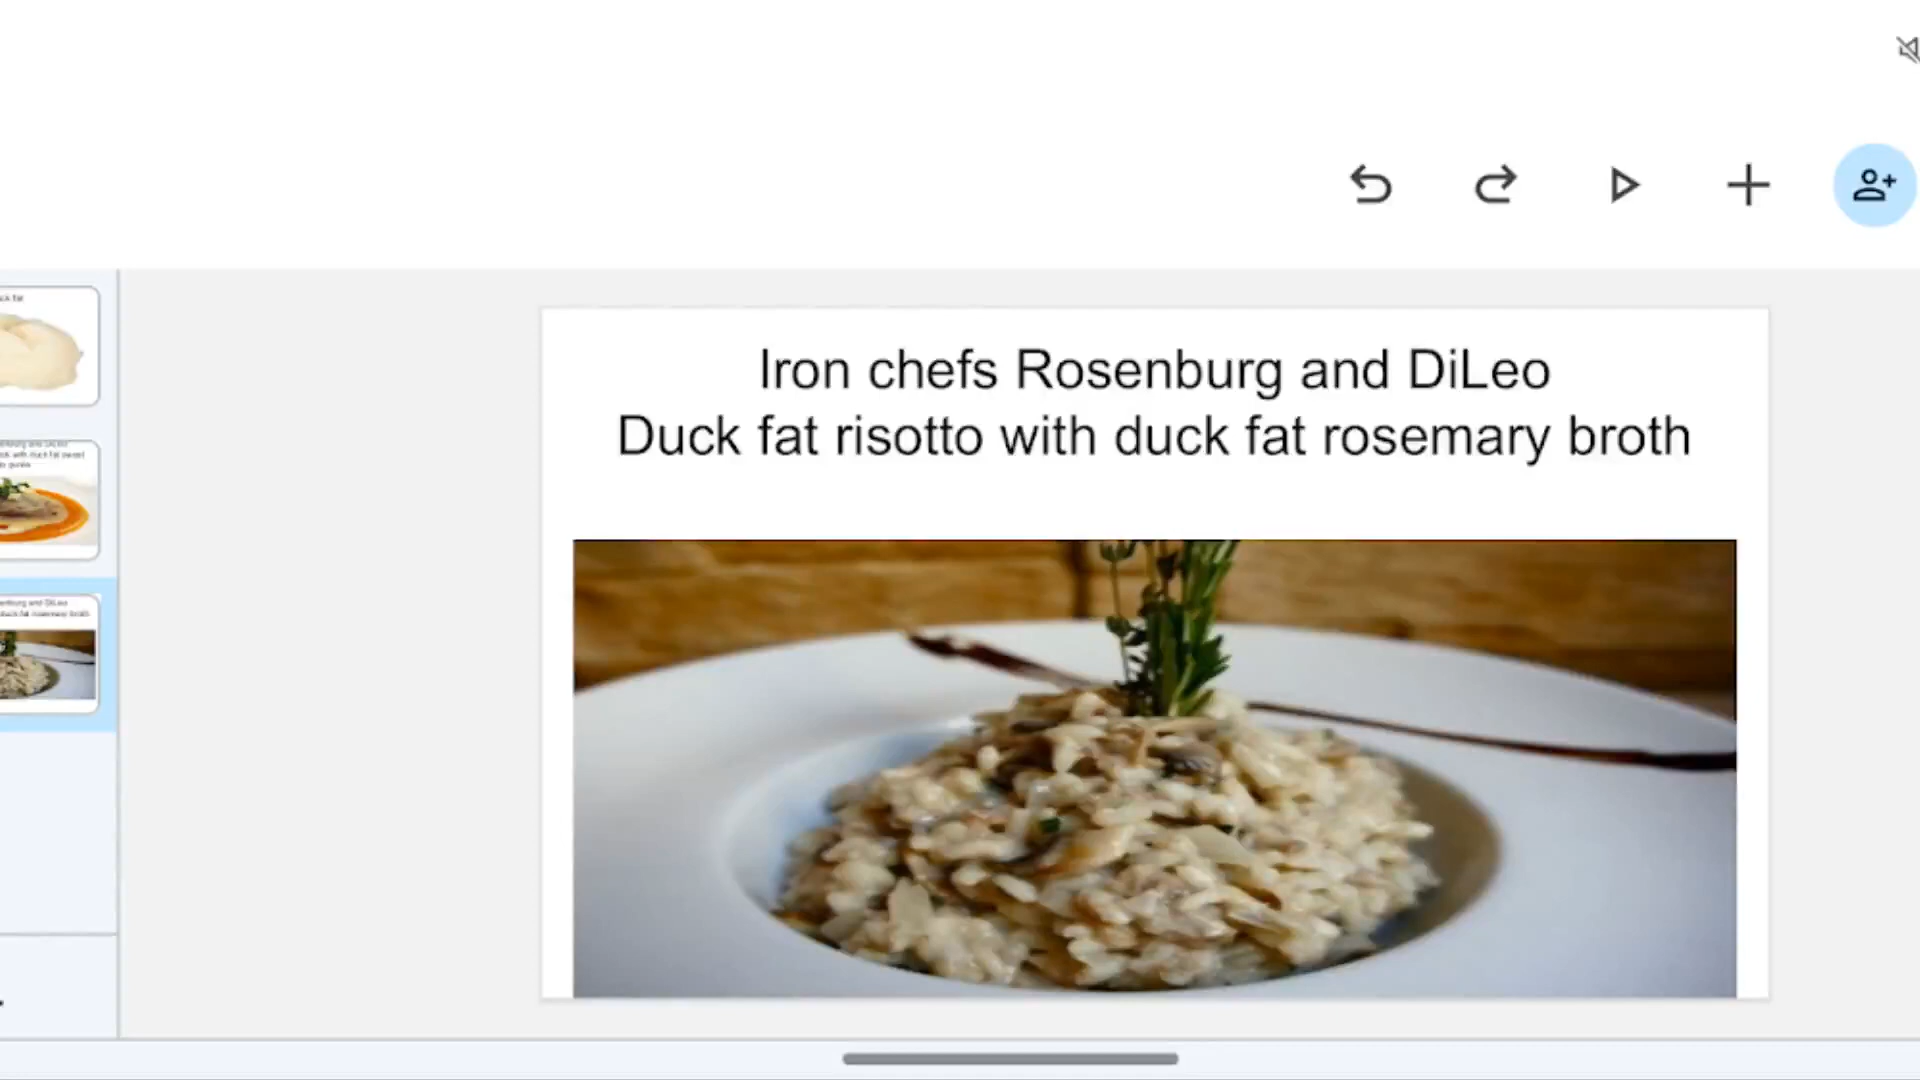 Iron chefs Rosenburg and DiLeo
Duck fat risotto with duck fat rosemary broth